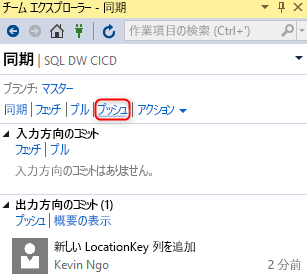 チーム エクスプローラー - 同期
作業項目の検索 (Ctrl+')
同期 | SQL DW CICD
ブランチ: マスター
同期 | フェッチ | プル | プッシュ | アクション
入力方向のコミット
フェッチ | プル
入力方向のコミットはありません。
出力方向のコミット (1)
プッシュ | 概要の表示
新しい LocationKey 列を追加
Kevin Ngo 2 分前